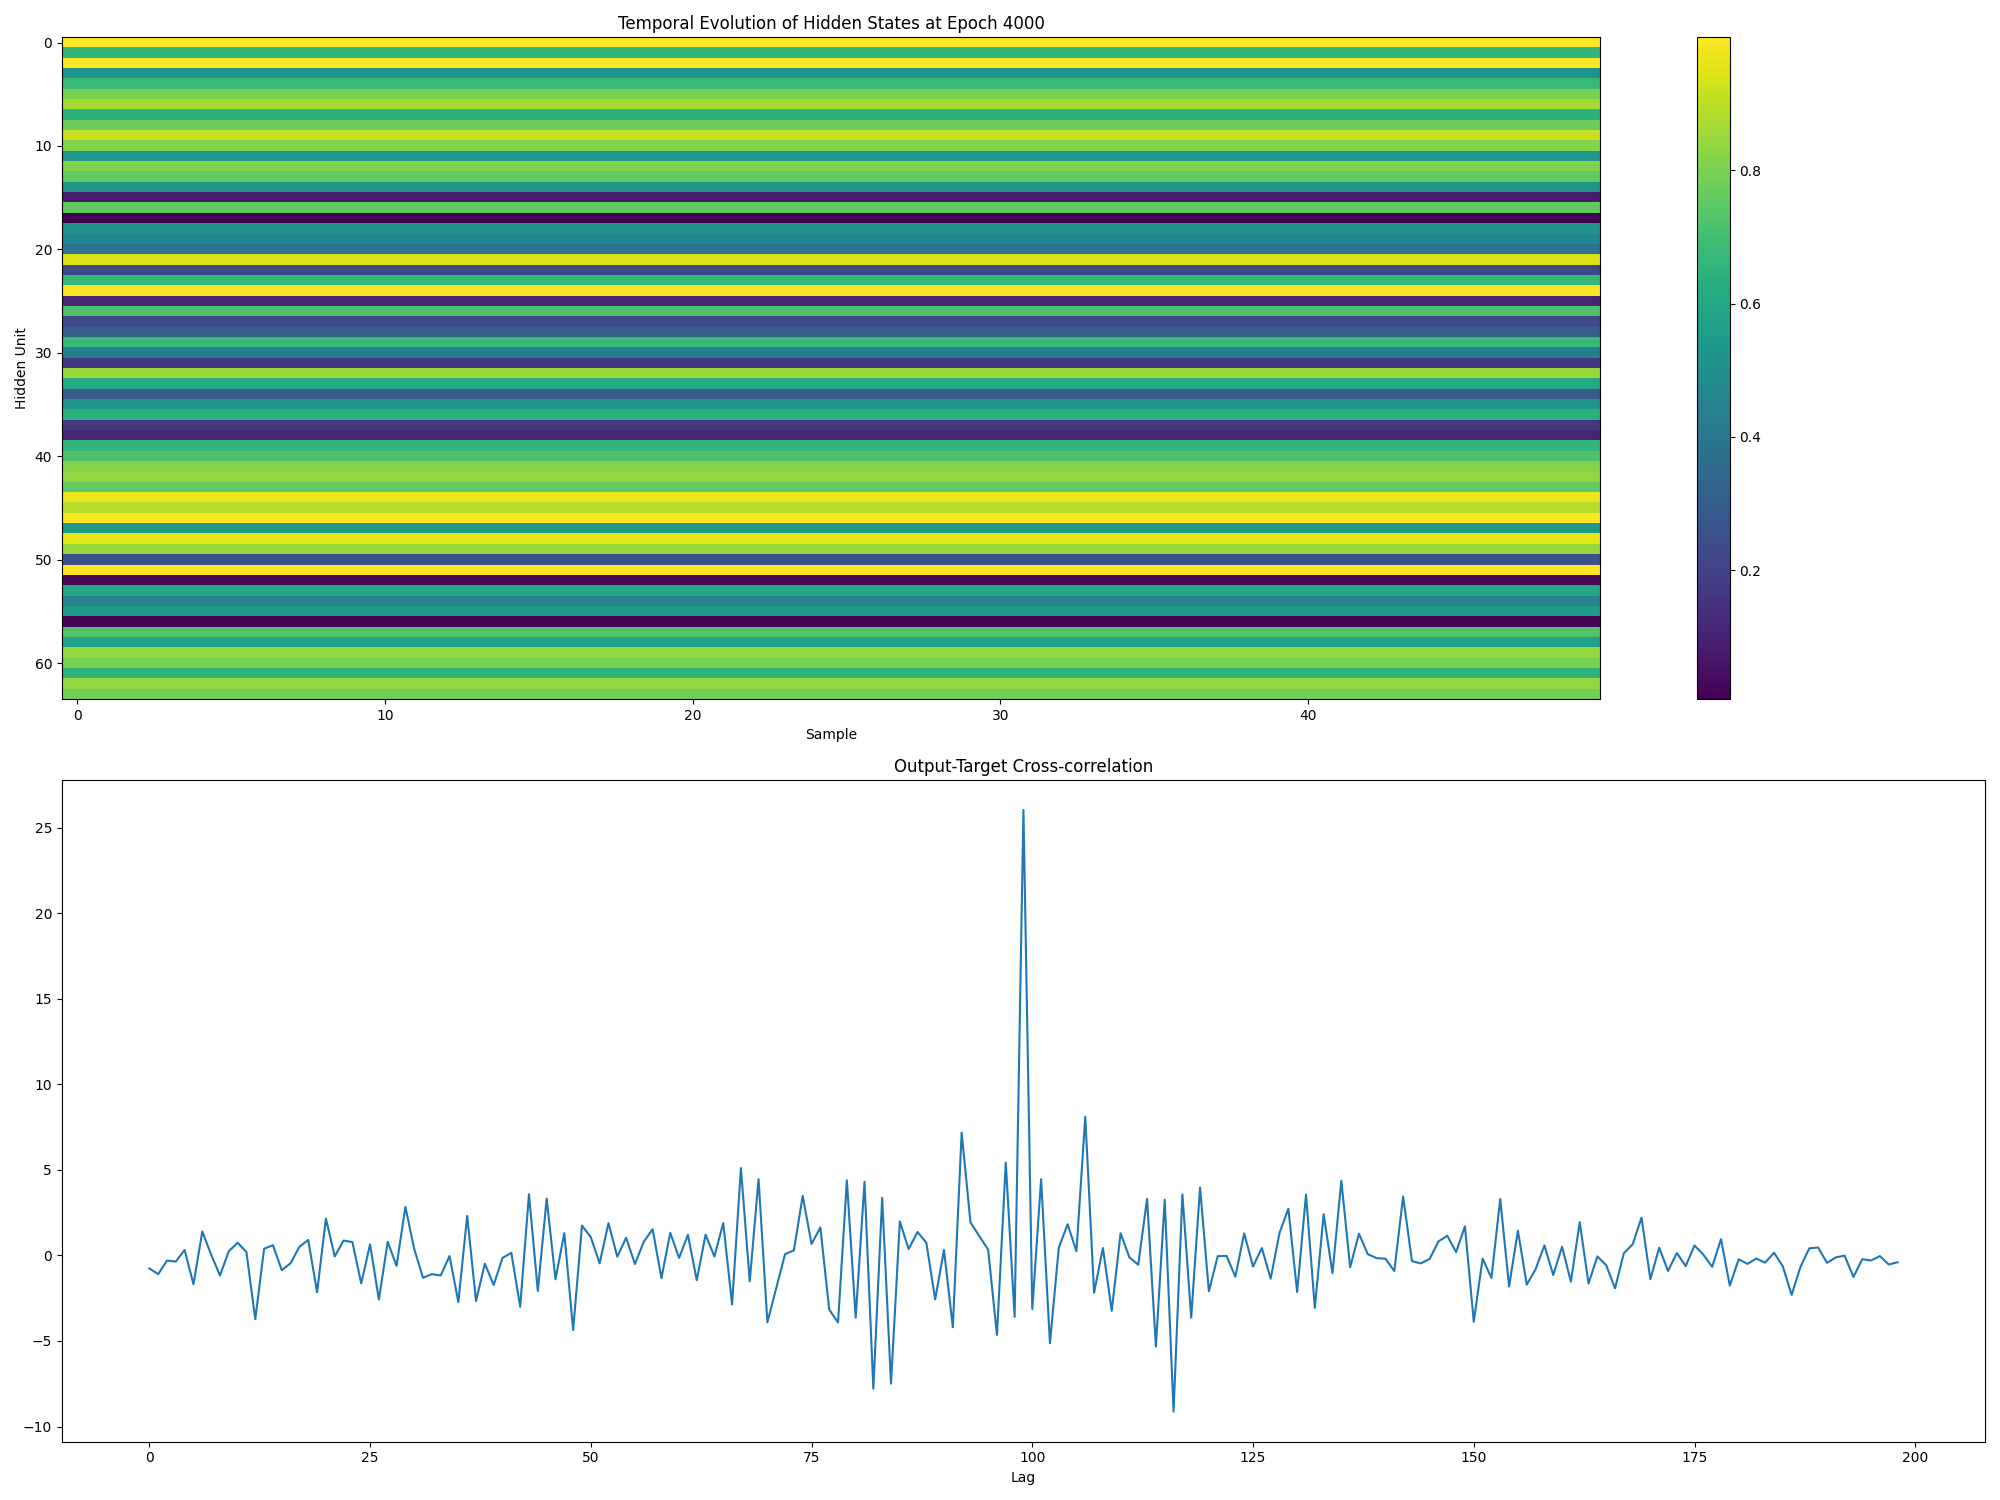 Temporal Evolution of Hidden States at Epoch 4000
0
10
20
30
40
50
60
Hidden Unit
0 10 20 30 40
Sample
0.8
0.6
0.4
0.2
Output-Target Cross-correlation
25
20
15
10
5
0
−5
−10
0 25 50 75 100 125 150 175 200
Lag